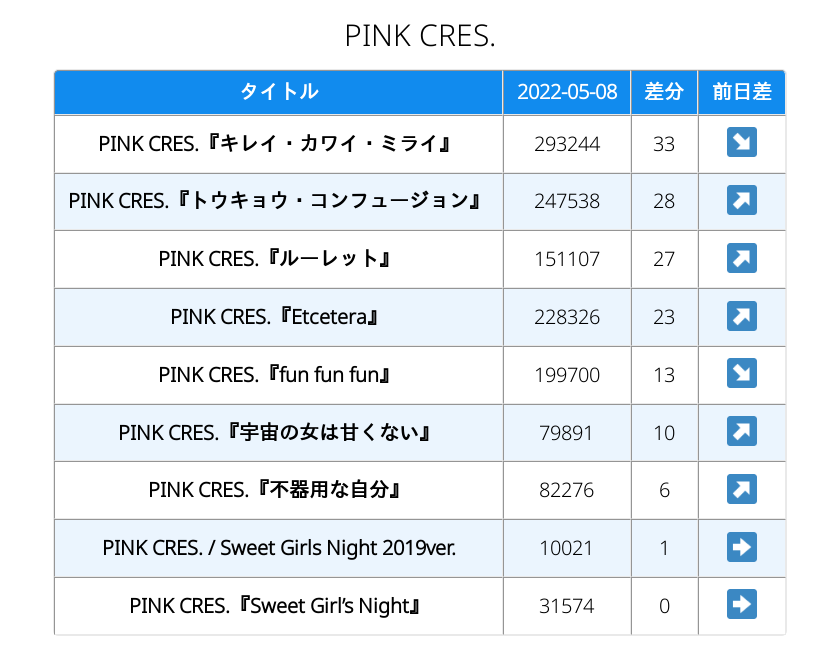 PINK CRES.
タイトル 2022-05-08 差分 前日差
PINK CRES.『キレイ・カワイ・ミライ』 293244 33 ↘
PINK CRES.『トウキョウ・コンフュージョン』 247538 28 ↗
PINK CRES.『ルーレット』 151107 27 ↗
PINK CRES.『Etcetera』 228326 23 ↗
PINK CRES.『fun fun fun』 199700 13 ↘
PINK CRES.『宇宙の女は甘くない』 79891 10 ↗
PINK CRES.『不器用な自分』 82276 6 ↗
PINK CRES. / Sweet Girls Night 2019ver. 10021 1 ➡
PINK CRES.『Sweet Girl’s Night』 31574 0 ➡